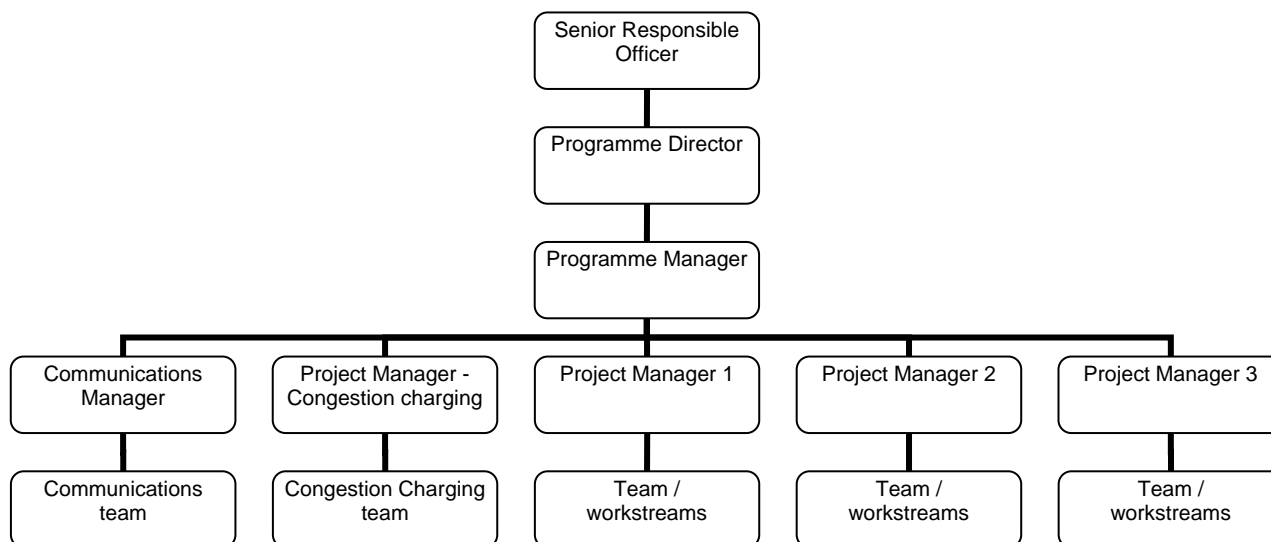 Senior Responsible
Officer
Programme Director
Programme Manager
Communications
Manager
Project Manager -
Congestion charging
Project Manager 1
Project Manager 2
Project Manager 3
Communications
team
Congestion Charging
team
Team /
workstreams
Team /
workstreams
Team /
workstreams